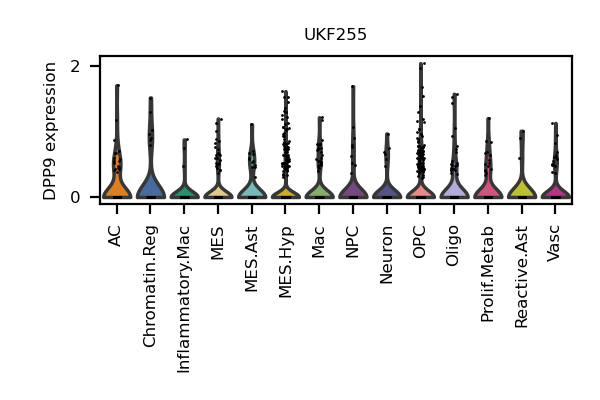 UKF255
DPP9 expression
2
0
AC
Chromatin.Reg
Inflammatory.Mac
MES
MES.Ast
MES.Hyp
Mac
NPC
Neuron
OPC
Oligo
Prolif.Metab
Reactive.Ast
Vasc